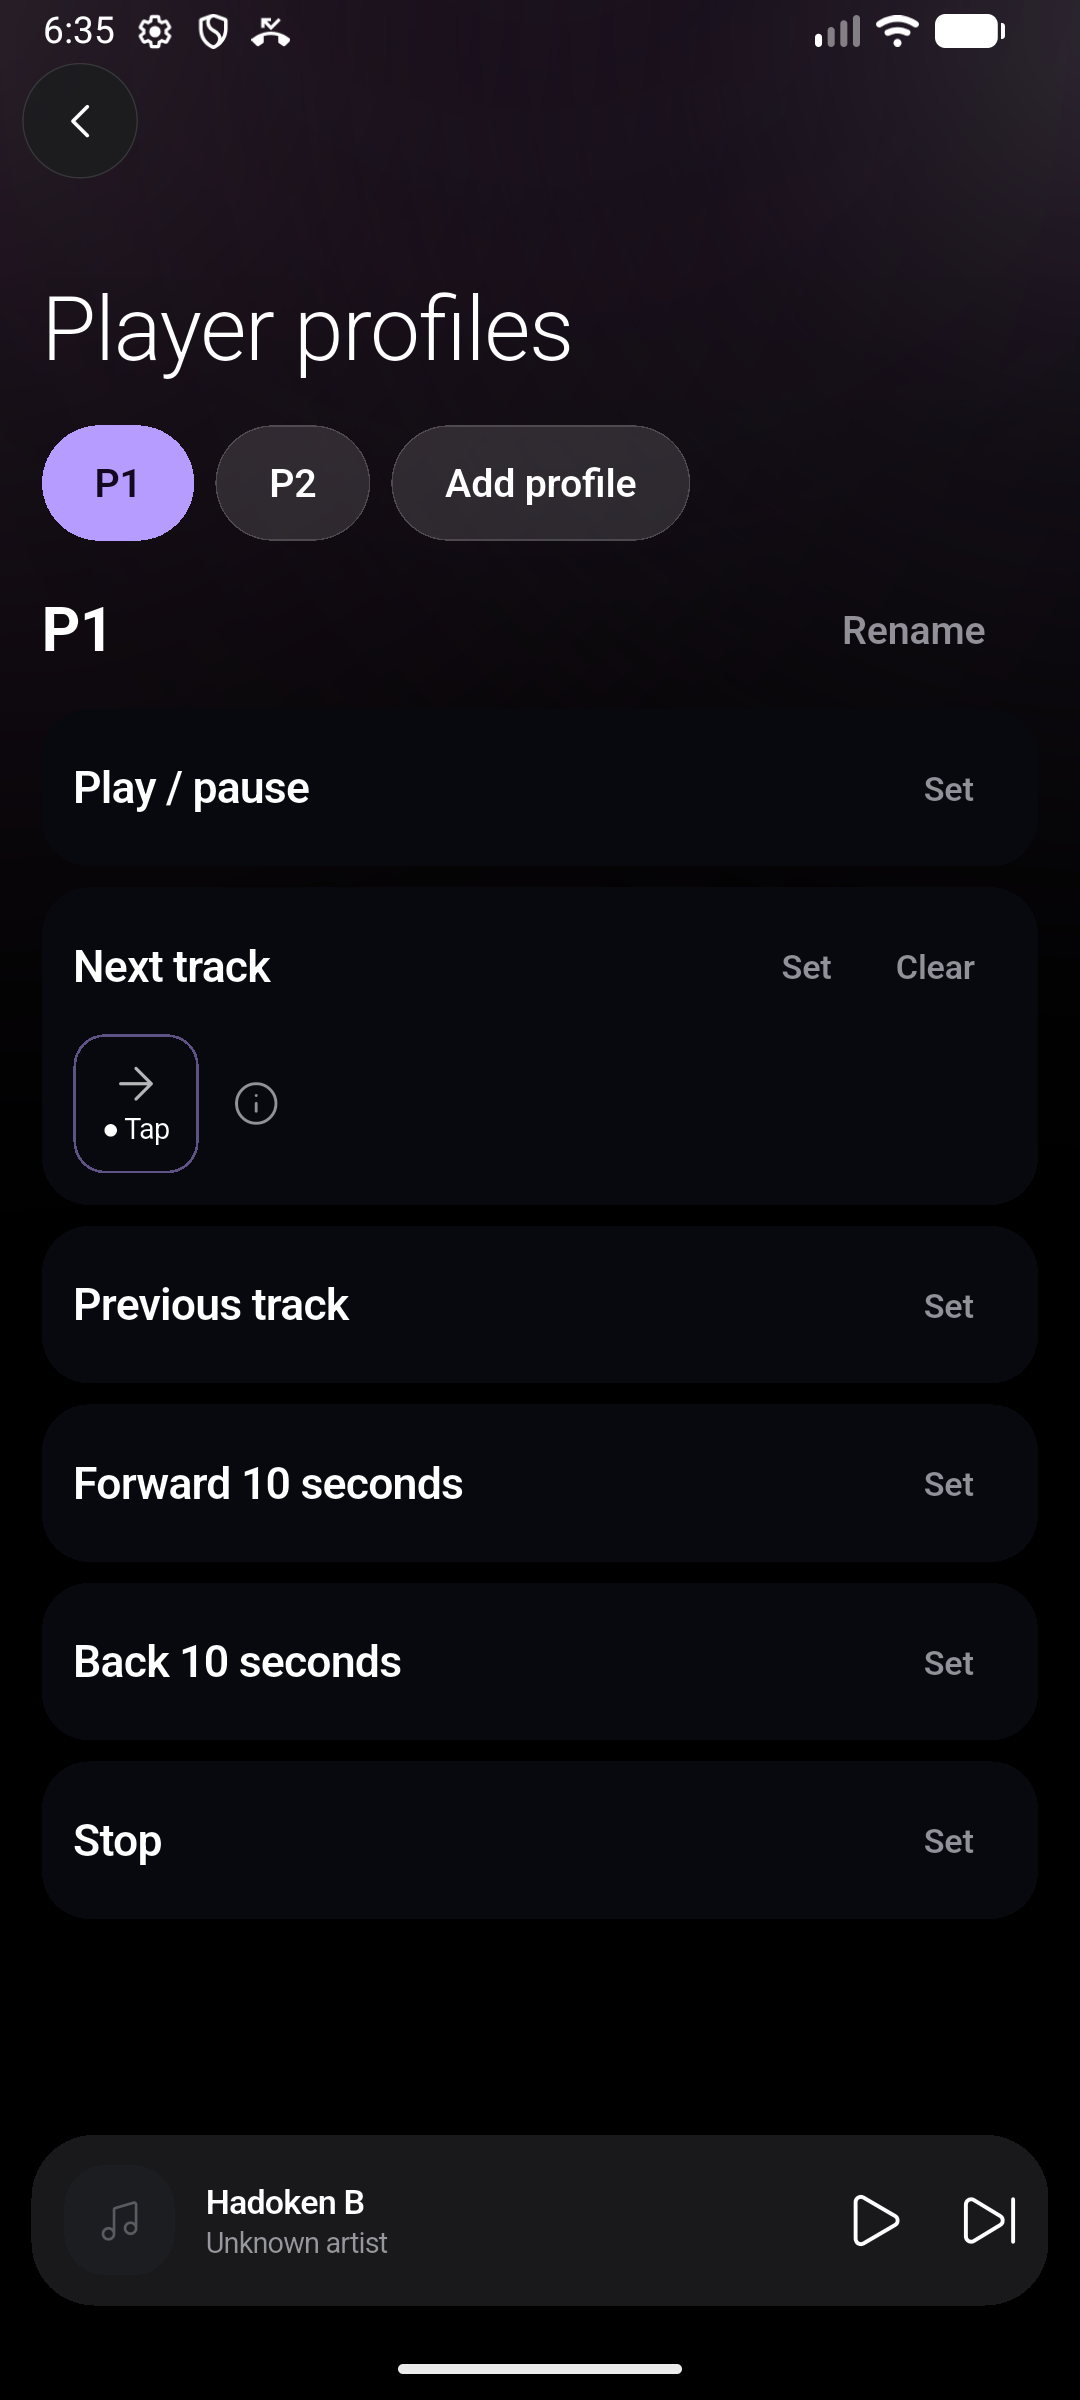 6:35
Player profiles
P1
P2
Add profile
P1
Rename
Play / pause
Set
Next track
Set
Clear
Tap
Previous track
Set
Forward 10 seconds
Set
Back 10 seconds
Set
Stop
Set
Hadoken B
Unknown artist